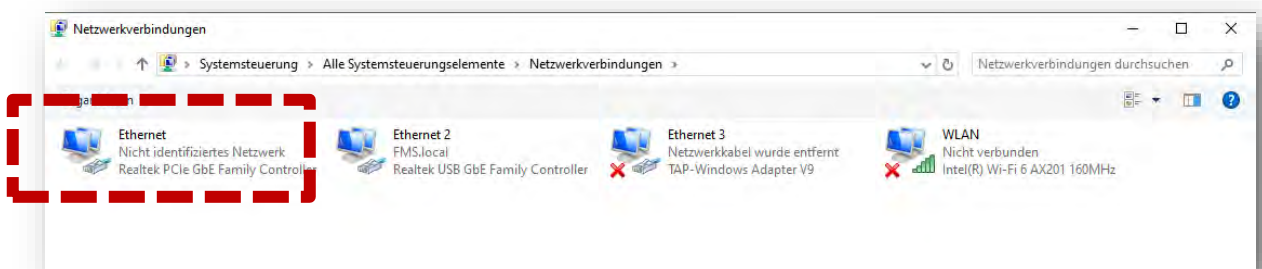 Netzwerkverbindungen
Systemsteuerung > Alle Systemsteuerungselemente > Netzwerkverbindungen >
Netzwerkverbindungen durchsuchen
Ethernet
Nicht identifiziertes Netzwerk
Realtek PCIe GbE Family Controller
Ethernet 2
FMS.local
Realtek USB GbE Family Controller
Ethernet 3
Netzwerkkabel wurde entfernt
TAP-Windows Adapter V9
WLAN
Nicht verbunden
Intel(R) Wi-Fi 6 AX201 160MHz